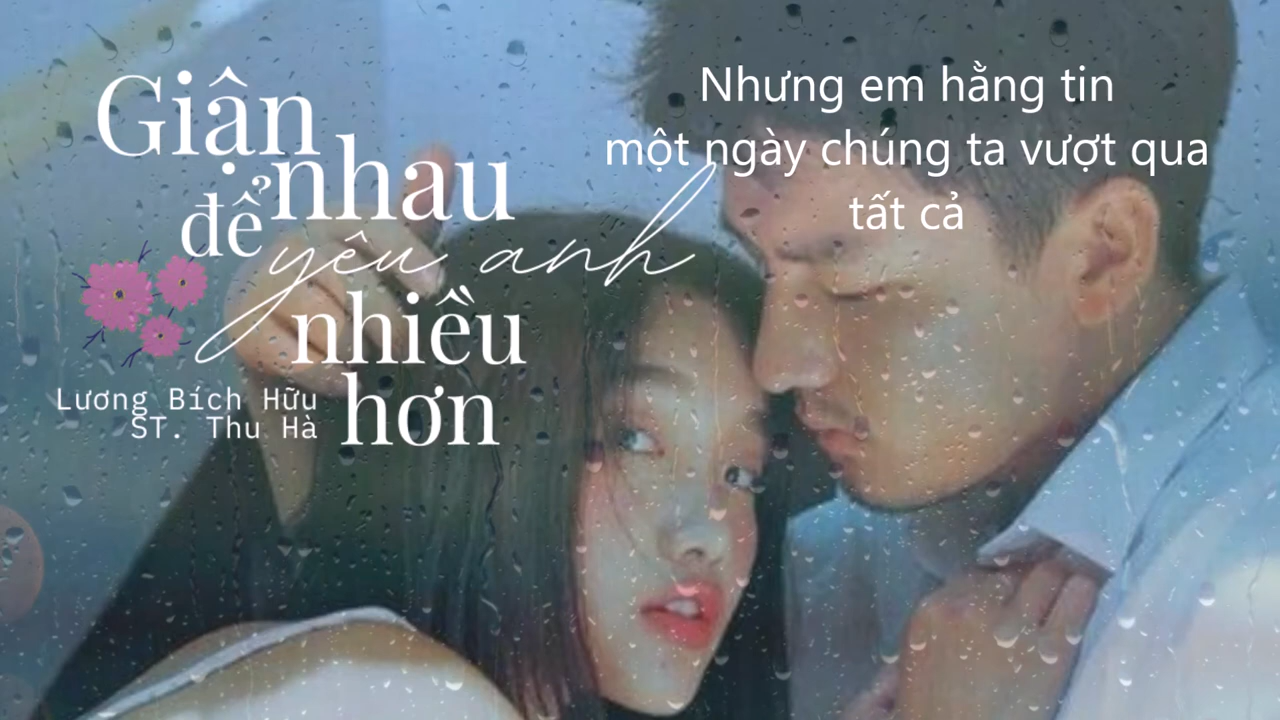 Giận
nhau
để
yêu anh
nhiều
hơn
Lương Bích Hữu
ST. Thu Hà
Nhưng em hằng tin
một ngày chúng ta vượt qua
tất cả